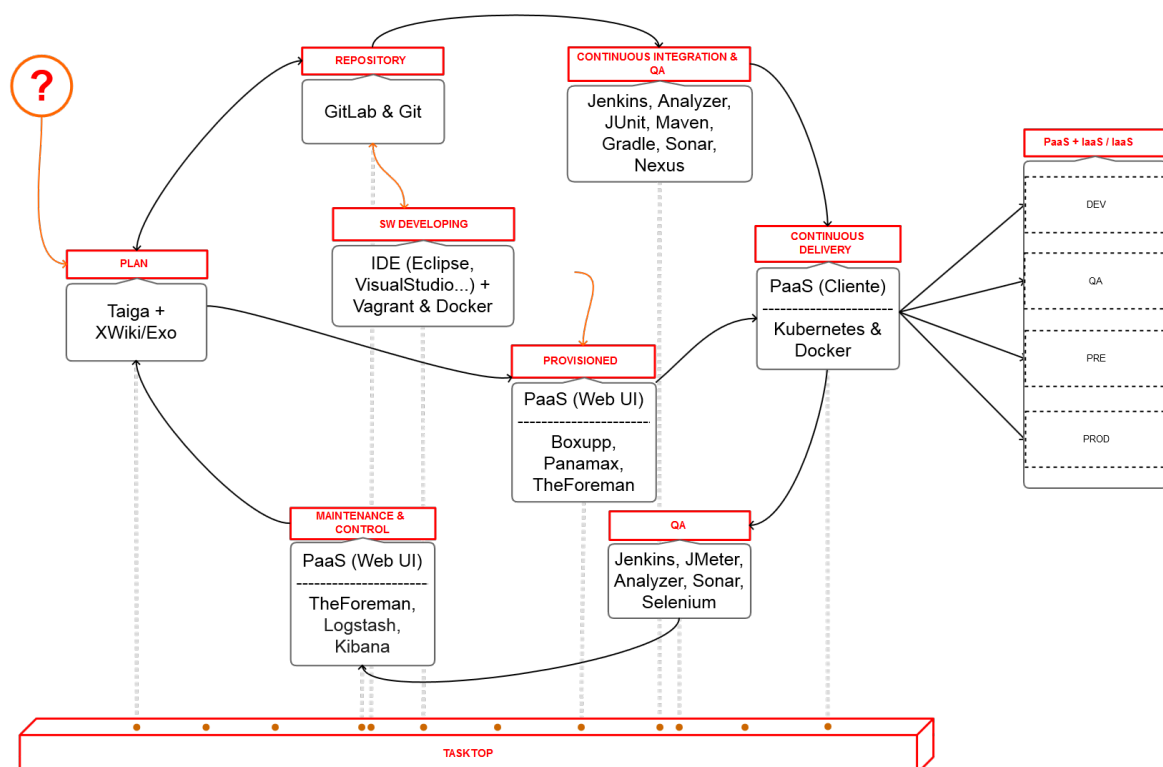 ?
REPOSITORY
GitLab & Git
CONTINUOUS INTEGRATION &
QA
Jenkins, Analyzer,
JUnit, Maven,
Gradle, Sonar,
Nexus
PaaS + IaaS / IaaS
DEV
QA
PRE
PROD
SW DEVELOPING
IDE (Eclipse,
VisualStudio...) +
Vagrant & Docker
PLAN
Taiga +
XWiki/Exo
CONTINUOUS
DELIVERY
PaaS (Cliente)
Kubernetes &
Docker
PROVISIONED
PaaS (Web UI)
Boxupp,
Panamax,
TheForeman
MAINTENANCE &
CONTROL
PaaS (Web UI)
TheForeman,
Logstash,
Kibana
QA
Jenkins, JMeter,
Analyzer, Sonar,
Selenium
TASKTOP